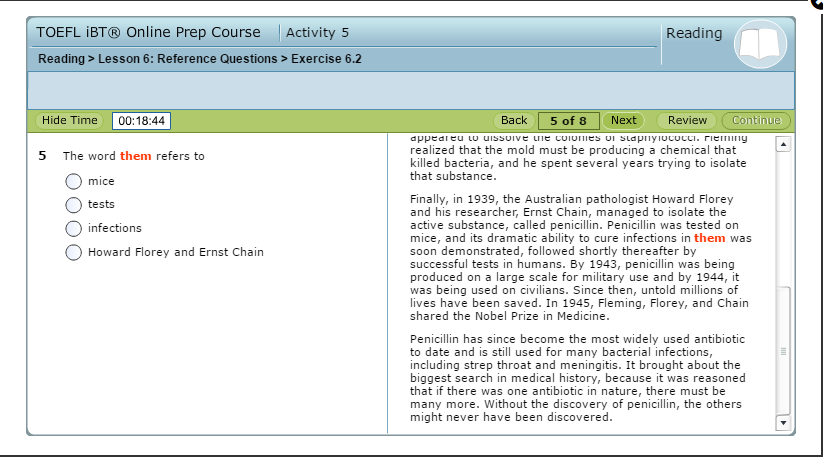 TOEFL iBT® Online Prep Course
Activity 5
Reading
Reading > Lesson 6: Reference Questions > Exercise 6.2
Hide Time
00:18:44
Back
5 of 8
Next
Review
Continue
5 The word them refers to
mice
tests
infections
Howard Florey and Ernst Chain
appeared to dissolve the colonies of staphylococci. Fleming
realized that the mold must be producing a chemical that
killed bacteria, and he spent several years trying to isolate
that substance.
Finally, in 1939, the Australian pathologist Howard Florey
and his researcher, Ernst Chain, managed to isolate the
active substance, called penicillin. Penicillin was tested on
mice, and its dramatic ability to cure infections in them was
soon demonstrated, followed shortly thereafter by
successful tests in humans. By 1943, penicillin was being
produced on a large scale for military use and by 1944, it
was being used on civilians. Since then, untold millions of
lives have been saved. In 1945, Fleming, Florey, and Chain
shared the Nobel Prize in Medicine.
Penicillin has since become the most widely used antibiotic
to date and is still used for many bacterial infections,
including strep throat and meningitis. It brought about the
biggest search in medical history, because it was reasoned
that if there was one antibiotic in nature, there must be
many more. Without the discovery of penicillin, the others
might never have been discovered.